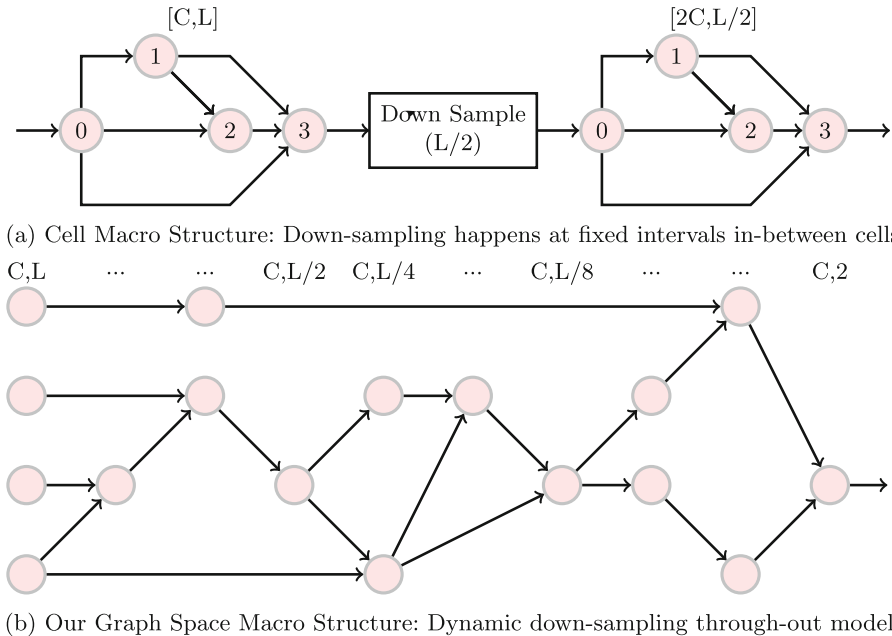 [C,L] [2C,L/2]
1 1
0 2 3 Down Sample (L/2) 0 2 3
(a) Cell Macro Structure: Down-sampling happens at fixed intervals in-between cells
C,L ... ... C,L/2 C,L/4 ... C,L/8 ... ... C,2
(b) Our Graph Space Macro Structure: Dynamic down-sampling through-out model